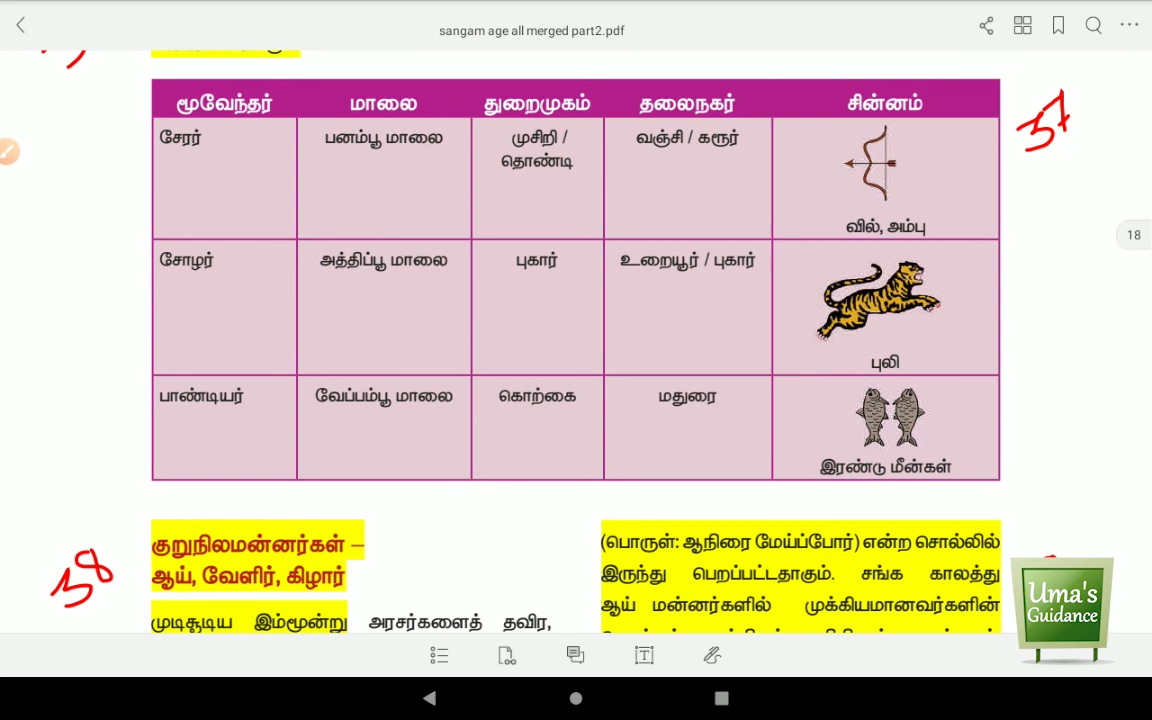 sangam age all merged part2.pdf
மூவேந்தர் மாலை துறைமுகம் தலைநகர் சின்னம்
37
சேரர் பனம்பூ மாலை முசிறி / வஞ்சி / கரூர்
தொண்டி
வில், அம்பு
18
சோழர் அத்திப்பூ மாலை புகார் உறையூர் / புகார்
புலி
பாண்டியர் வேப்பம்பூ மாலை கொற்கை மதுரை
இரண்டு மீன்கள்
38
குறுநிலமன்னர்கள் –
ஆய், வேளிர், கிழார்
முடிசூடிய இம்மூன்று அரசர்களைத் தவிர,
(பொருள்: ஆநிரை மேய்ப்போர்) என்ற சொல்லில்
இருந்து பெறப்பட்டதாகும். சங்க காலத்து
ஆய் மன்னர்களில் முக்கியமானவர்களின்
Uma's
Guidance